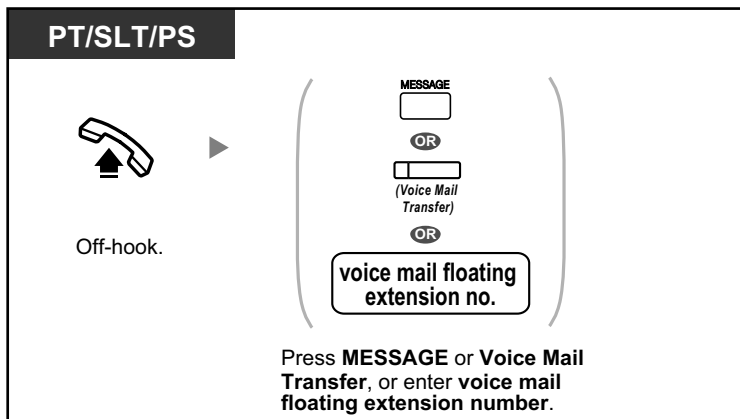 PT/SLT/PS
MESSAGE
OR
(Voice Mail
Transfer)
OR
voice mail floating
extension no.
Off-hook.
Press MESSAGE or Voice Mail
Transfer, or enter voice mail
floating extension number.